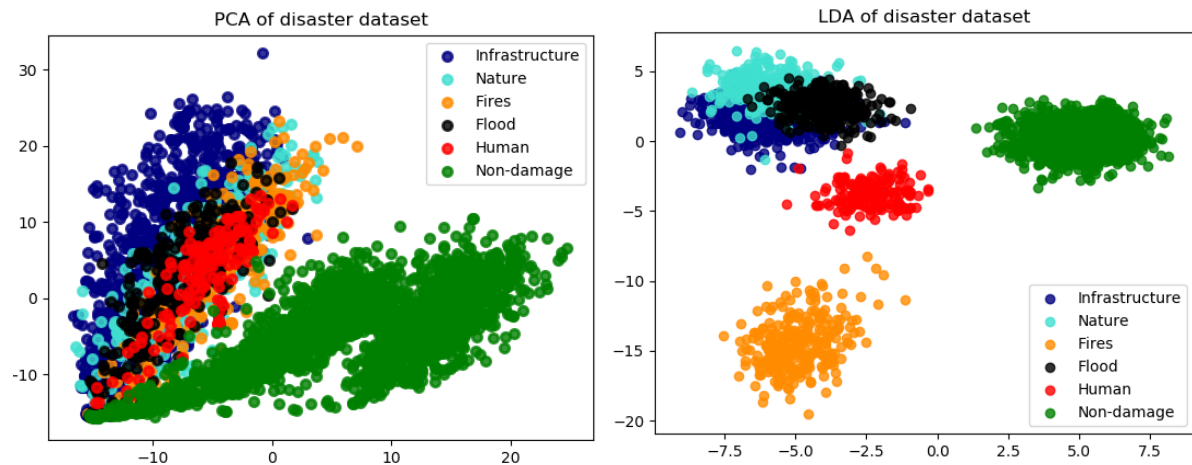 PCA of disaster dataset
30
20
10
0
-10
-10
0
10
20
Infrastructure
Nature
Fires
Flood
Human
Non-damage
LDA of disaster dataset
5
0
−5
−10
−15
−20
−7.5
−5.0
−2.5
0.0
2.5
5.0
7.5
Infrastructure
Nature
Fires
Flood
Human
Non-damage